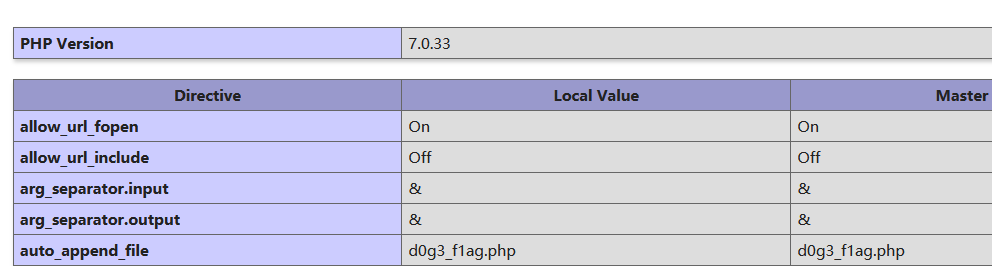 PHP Version 7.0.33
Directive Local Value Master
allow_url_fopen On On
allow_url_include Off Off
arg_separator.input & &
arg_separator.output & &
auto_append_file d0g3_f1ag.php d0g3_f1ag.php